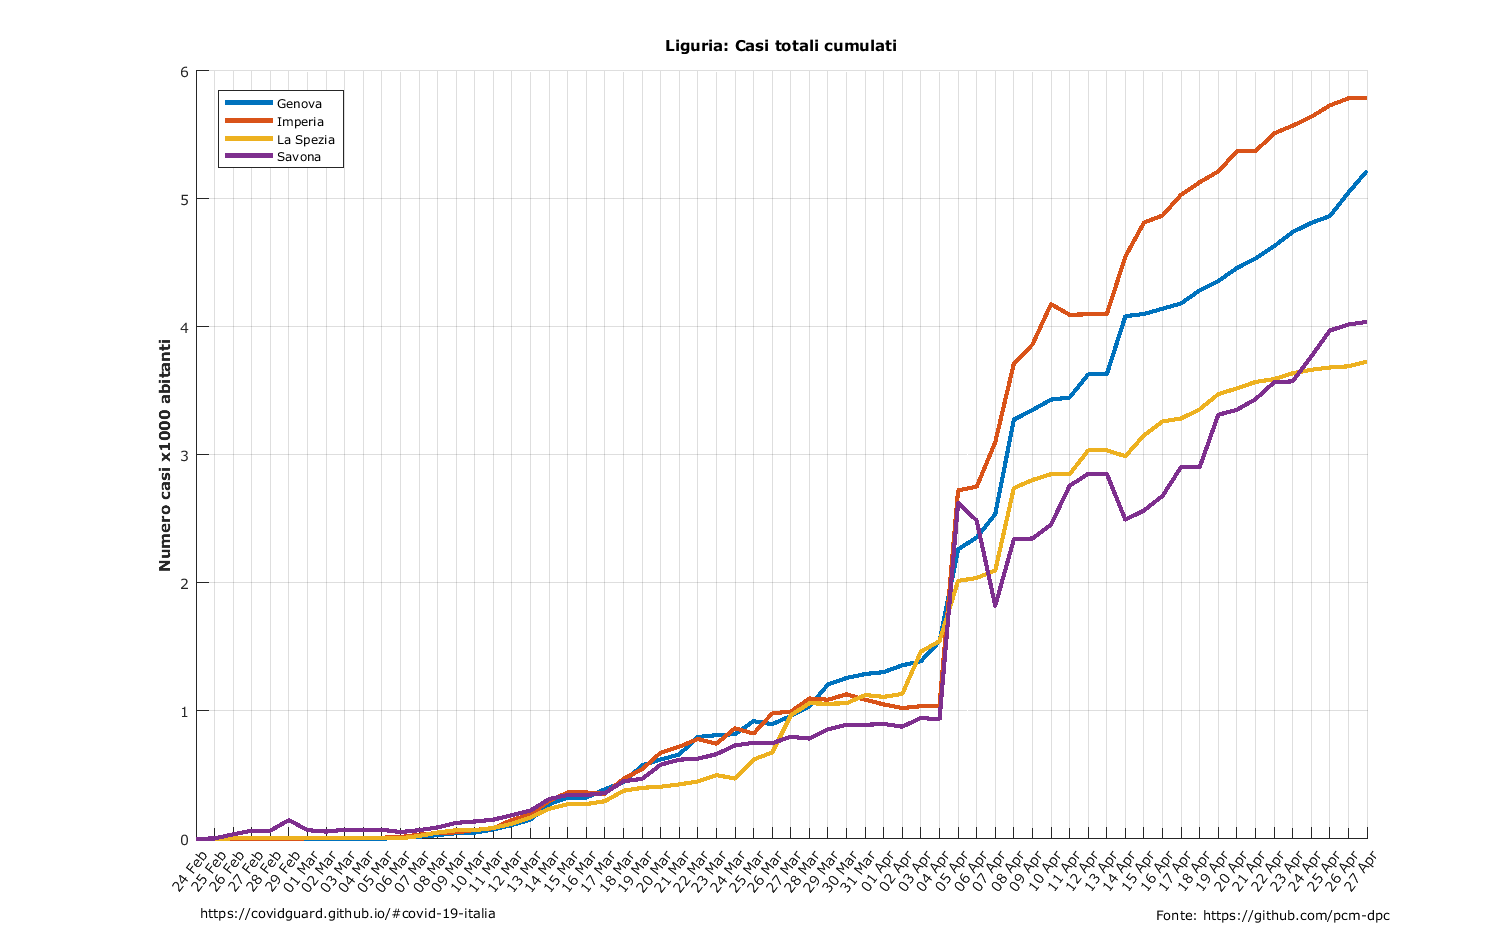 Liguria: Casi totali cumulati
Numero casi x1000 abitanti
6
5
4
3
2
1
0
Genova
Imperia
La Spezia
Savona
24 Feb
25 Feb
26 Feb
27 Feb
28 Feb
29 Feb
01 Mar
02 Mar
03 Mar
04 Mar
05 Mar
06 Mar
07 Mar
08 Mar
09 Mar
10 Mar
11 Mar
12 Mar
13 Mar
14 Mar
15 Mar
16 Mar
17 Mar
18 Mar
19 Mar
20 Mar
21 Mar
22 Mar
23 Mar
24 Mar
25 Mar
26 Mar
27 Mar
28 Mar
29 Mar
30 Mar
31 Mar
01 Apr
02 Apr
03 Apr
04 Apr
05 Apr
06 Apr
07 Apr
08 Apr
09 Apr
10 Apr
11 Apr
12 Apr
13 Apr
14 Apr
15 Apr
16 Apr
17 Apr
18 Apr
19 Apr
20 Apr
21 Apr
22 Apr
23 Apr
24 Apr
25 Apr
26 Apr
27 Apr
https://covidguard.github.io/#covid-19-italia
Fonte: https://github.com/pcm-dpc